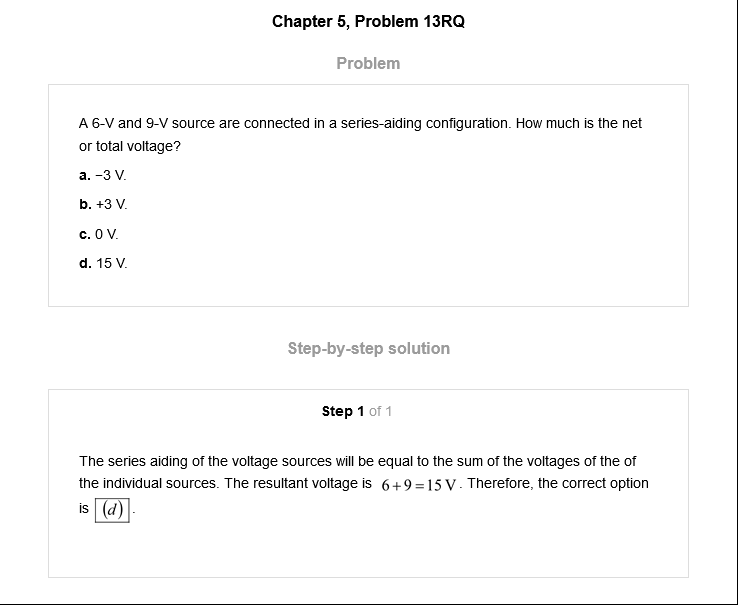 Chapter 5, Problem 13RQ
Problem
A 6-V and 9-V source are connected in a series-aiding configuration. How much is the net
or total voltage?
a. −3 V.
b. +3 V.
c. 0 V.
d. 15 V.
Step-by-step solution
Step 1 of 1
The series aiding of the voltage sources will be equal to the sum of the voltages of the of
the individual sources. The resultant voltage is 6+9=15 V. Therefore, the correct option
is (d).